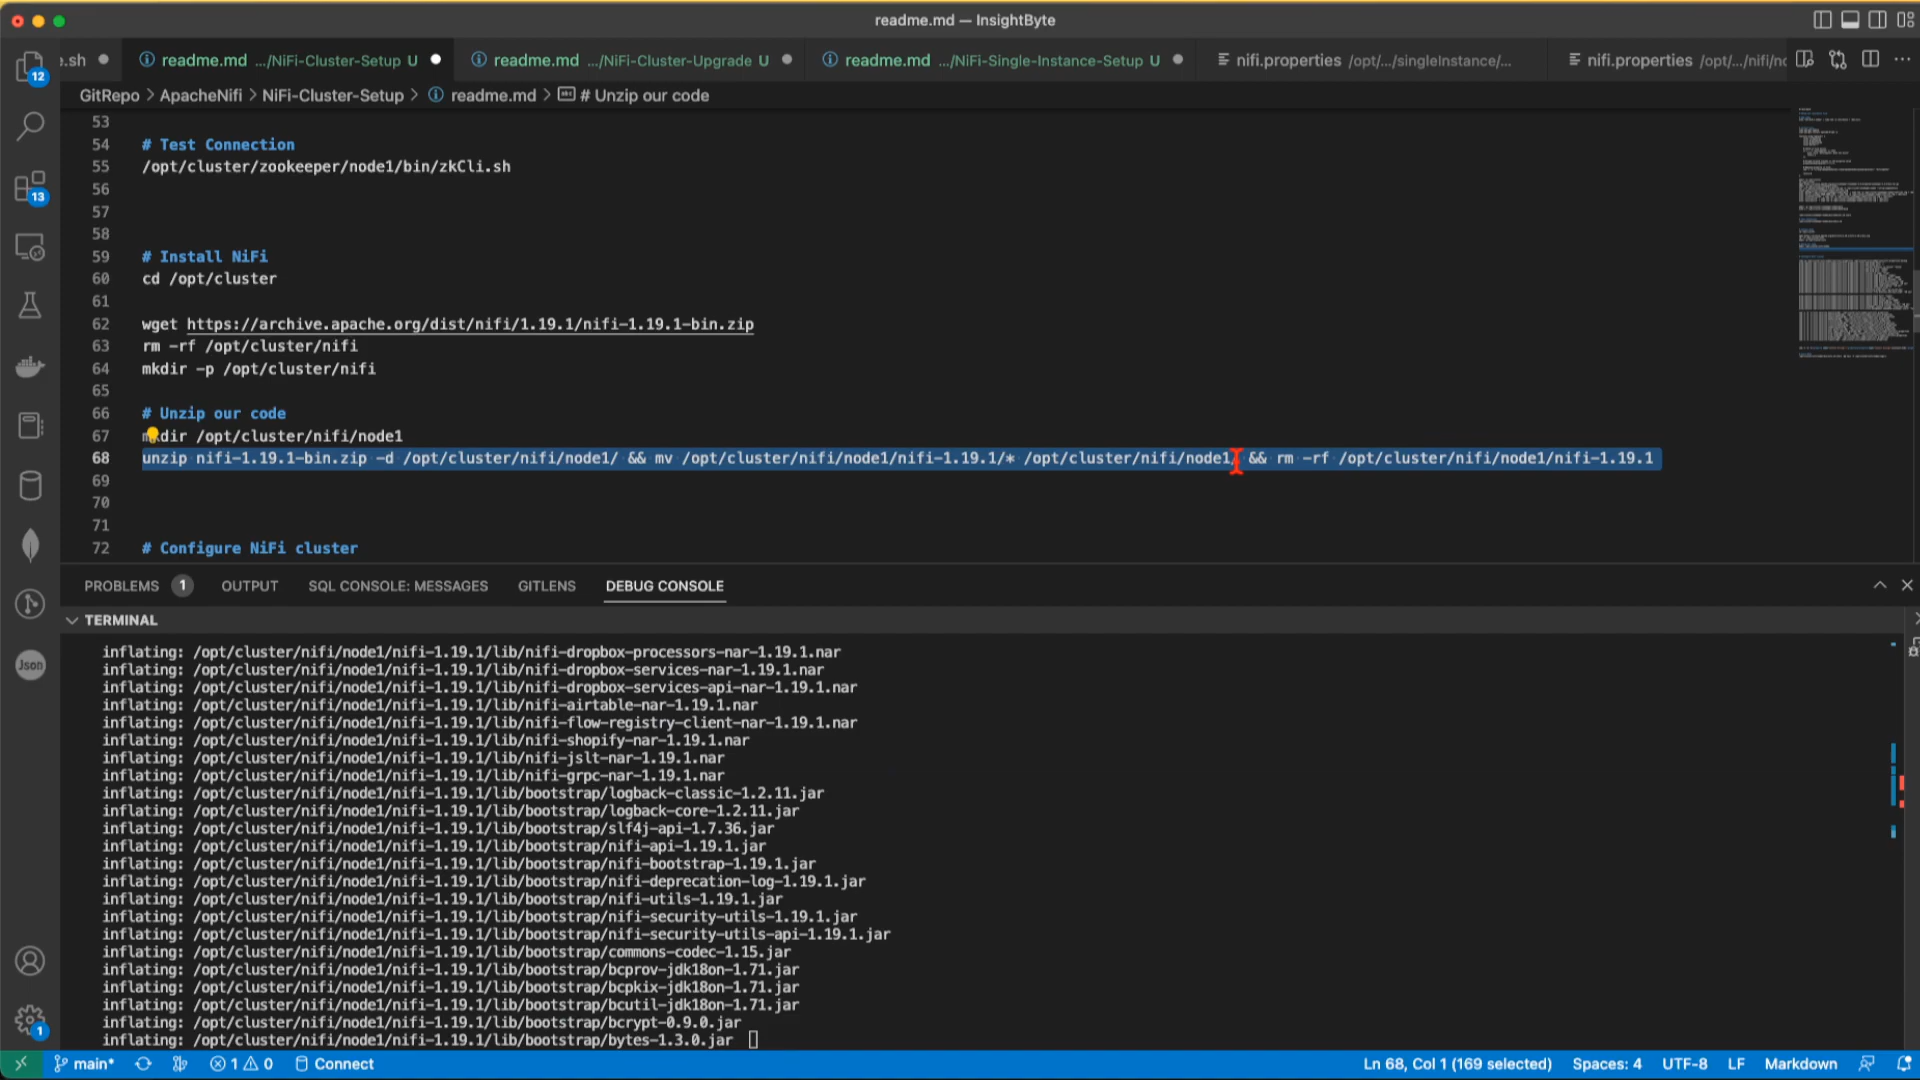 readme.md — InsightByte
e.sh
readme.md .../NiFi-Cluster-Setup U
readme.md .../NiFi-Cluster-Upgrade U
readme.md .../NiFi-Single-Instance-Setup U
nifi.properties /opt/.../singleInstance/...
nifi.properties /opt/.../nifi/no
GitRepo > ApacheNifi > NiFi-Cluster-Setup > readme.md > # Unzip our code
53
54 # Test Connection
55 /opt/cluster/zookeeper/node1/bin/zkCli.sh
56
57
58
59 # Install NiFi
60 cd /opt/cluster
61
62 wget https://archive.apache.org/dist/nifi/1.19.1/nifi-1.19.1-bin.zip
63 rm -rf /opt/cluster/nifi
64 mkdir -p /opt/cluster/nifi
65
66 # Unzip our code
67 mkdir /opt/cluster/nifi/node1
68 unzip nifi-1.19.1-bin.zip -d /opt/cluster/nifi/node1/ && mv /opt/cluster/nifi/node1/nifi-1.19.1/* /opt/cluster/nifi/node1/ && rm -rf /opt/cluster/nifi/node1/nifi-1.19.1
69
70
71
72 # Configure NiFi cluster
12
13
Json
1
PROBLEMS 1 OUTPUT SQL CONSOLE: MESSAGES GITLENS DEBUG CONSOLE
TERMINAL
inflating: /opt/cluster/nifi/node1/nifi-1.19.1/lib/nifi-dropbox-processors-nar-1.19.1.nar
inflating: /opt/cluster/nifi/node1/nifi-1.19.1/lib/nifi-dropbox-services-nar-1.19.1.nar
inflating: /opt/cluster/nifi/node1/nifi-1.19.1/lib/nifi-dropbox-services-api-nar-1.19.1.nar
inflating: /opt/cluster/nifi/node1/nifi-1.19.1/lib/nifi-airtable-nar-1.19.1.nar
inflating: /opt/cluster/nifi/node1/nifi-1.19.1/lib/nifi-flow-registry-client-nar-1.19.1.nar
inflating: /opt/cluster/nifi/node1/nifi-1.19.1/lib/nifi-shopify-nar-1.19.1.nar
inflating: /opt/cluster/nifi/node1/nifi-1.19.1/lib/nifi-jslt-nar-1.19.1.nar
inflating: /opt/cluster/nifi/node1/nifi-1.19.1/lib/nifi-grpc-nar-1.19.1.nar
inflating: /opt/cluster/nifi/node1/nifi-1.19.1/lib/bootstrap/logback-classic-1.2.11.jar
inflating: /opt/cluster/nifi/node1/nifi-1.19.1/lib/bootstrap/logback-core-1.2.11.jar
inflating: /opt/cluster/nifi/node1/nifi-1.19.1/lib/bootstrap/slf4j-api-1.7.36.jar
inflating: /opt/cluster/nifi/node1/nifi-1.19.1/lib/bootstrap/nifi-api-1.19.1.jar
inflating: /opt/cluster/nifi/node1/nifi-1.19.1/lib/bootstrap/nifi-bootstrap-1.19.1.jar
inflating: /opt/cluster/nifi/node1/nifi-1.19.1/lib/bootstrap/nifi-deprecation-log-1.19.1.jar
inflating: /opt/cluster/nifi/node1/nifi-1.19.1/lib/bootstrap/nifi-utils-1.19.1.jar
inflating: /opt/cluster/nifi/node1/nifi-1.19.1/lib/bootstrap/nifi-security-utils-1.19.1.jar
inflating: /opt/cluster/nifi/node1/nifi-1.19.1/lib/bootstrap/nifi-security-utils-api-1.19.1.jar
inflating: /opt/cluster/nifi/node1/nifi-1.19.1/lib/bootstrap/commons-codec-1.15.jar
inflating: /opt/cluster/nifi/node1/nifi-1.19.1/lib/bootstrap/bcprov-jdk18on-1.71.jar
inflating: /opt/cluster/nifi/node1/nifi-1.19.1/lib/bootstrap/bcpkix-jdk18on-1.71.jar
inflating: /opt/cluster/nifi/node1/nifi-1.19.1/lib/bootstrap/bcutil-jdk18on-1.71.jar
inflating: /opt/cluster/nifi/node1/nifi-1.19.1/lib/bootstrap/bcrypt-0.9.0.jar
inflating: /opt/cluster/nifi/node1/nifi-1.19.1/lib/bootstrap/bytes-1.3.0.jar
main* 1 0 Connect Ln 68, Col 1 (169 selected) Spaces: 4 UTF-8 LF Markdown